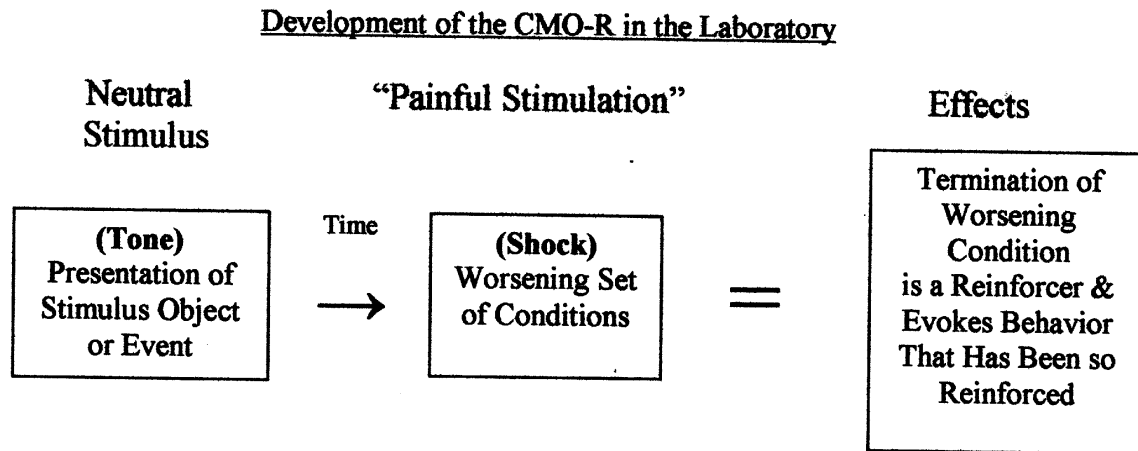 Development of the CMO-R in the Laboratory
Neutral
Stimulus
“Painful Stimulation”
Effects
(Tone)
Presentation of
Stimulus Object
or Event
Time
(Shock)
Worsening Set
of Conditions
=
Termination of
Worsening
Condition
is a Reinforcer &
Evokes Behavior
That Has Been so
Reinforced